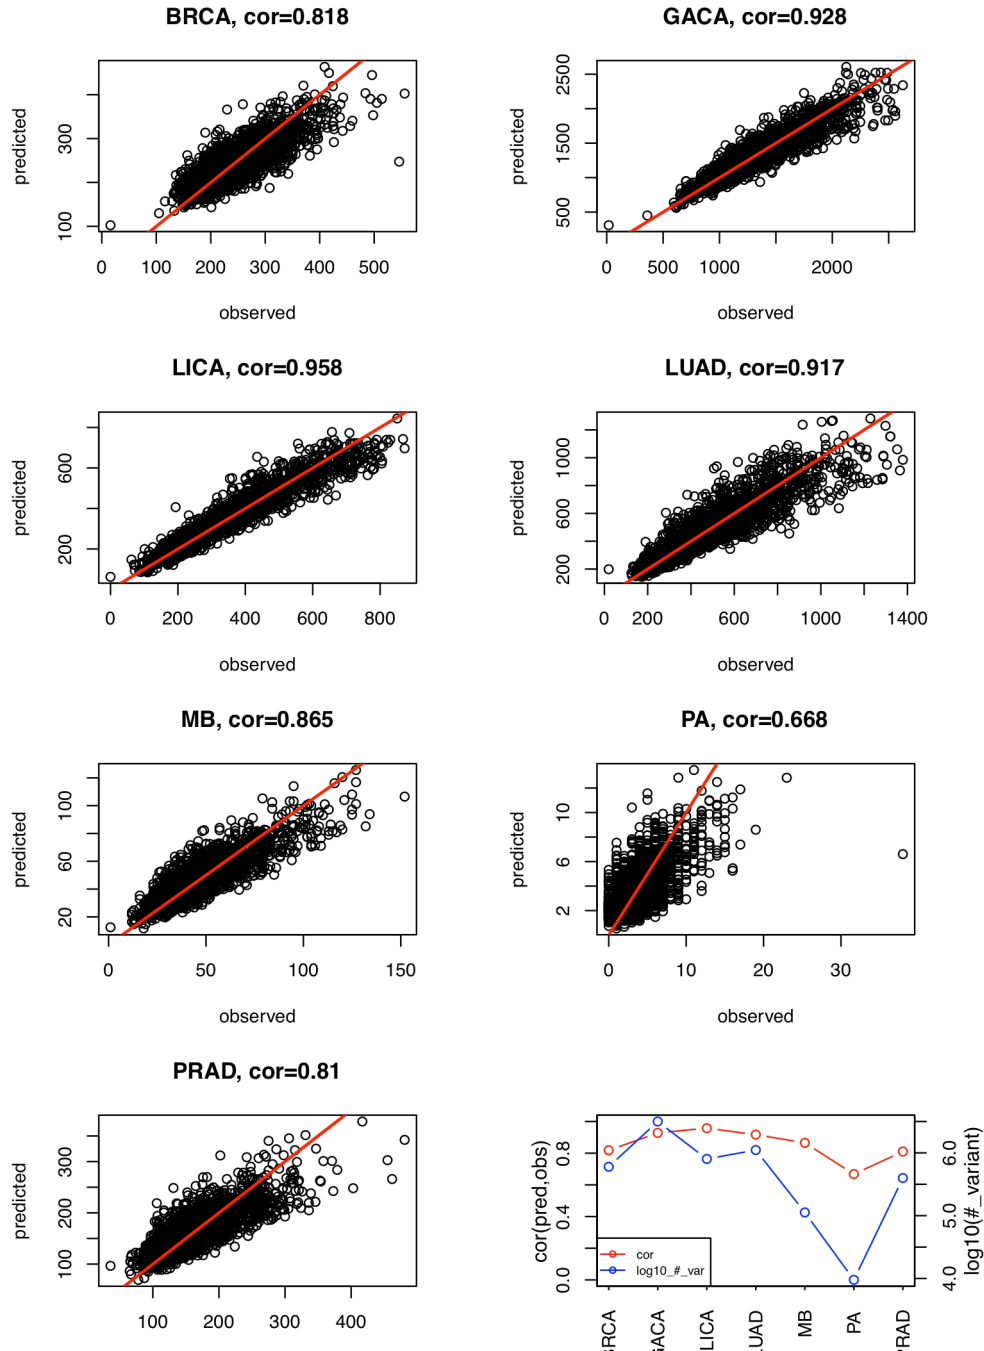 BRCA, cor=0.818
predicted
100 300
0 100 200 300 400 500
observed
GACA, cor=0.928
predicted
500 1500 2500
0 500 1000 2000
observed
LICA, cor=0.958
predicted
200 600
0 200 400 600 800
observed
LUAD, cor=0.917
predicted
200 600 1000
0 200 600 1000 1400
observed
MB, cor=0.865
predicted
20 60 100
0 50 100 150
observed
PA, cor=0.668
predicted
2 6 10
0 10 20 30
observed
PRAD, cor=0.81
predicted
100 200 300
100 200 300 400
cor(pred,obs)
0.0 0.4 0.8
cor
log10_#_var
4.0 5.0 6.0
log10(#_variant)
BRCA GACA LICA LUAD MB PA PRAD